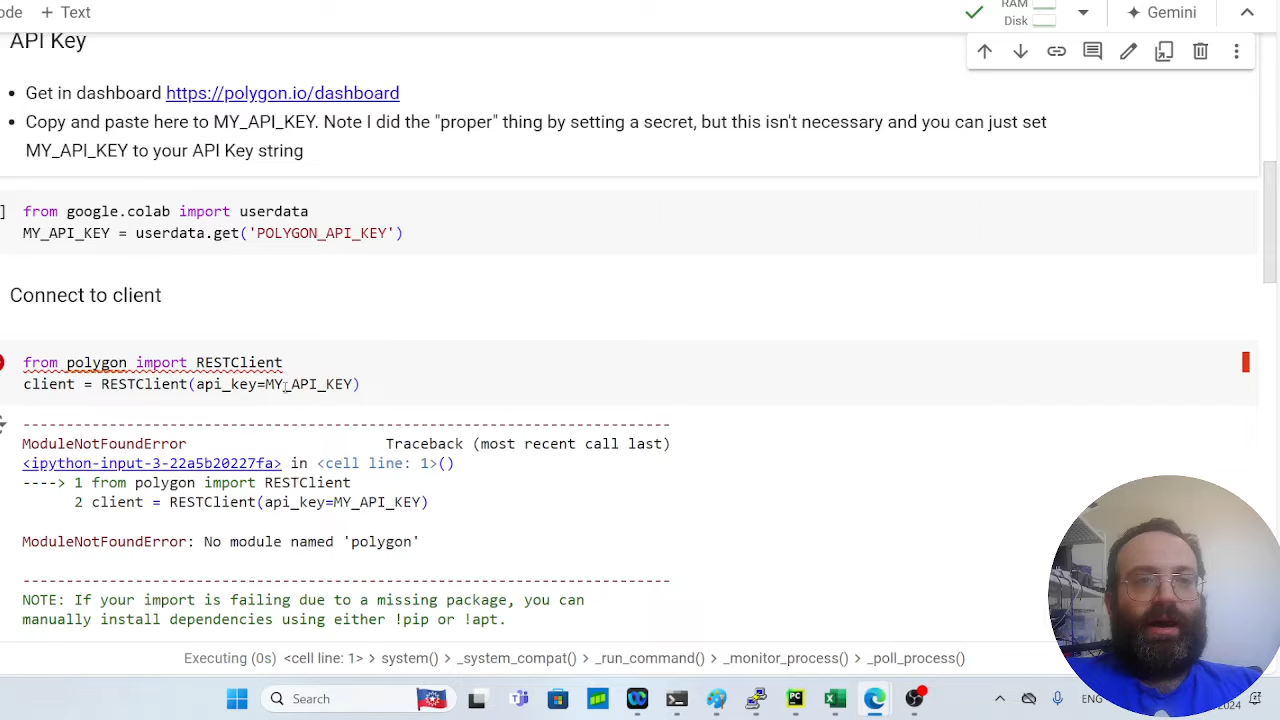 ode + Text
RAM
Disk
Gemini
API Key
Get in dashboard https://polygon.io/dashboard
Copy and paste here to MY_API_KEY. Note I did the "proper" thing by setting a secret, but this isn't necessary and you can just set
MY_API_KEY to your API Key string
] from google.colab import userdata
MY_API_KEY = userdata.get('POLYGON_API_KEY')
Connect to client
from polygon import RESTClient
client = RESTClient(api_key=MY_API_KEY)
---------------------------------------------------------------------------
ModuleNotFoundError Traceback (most recent call last)
<ipython-input-3-22a5b20227fa> in <cell line: 1>()
----> 1 from polygon import RESTClient
2 client = RESTClient(api_key=MY_API_KEY)
ModuleNotFoundError: No module named 'polygon'
---------------------------------------------------------------------------
NOTE: If your import is failing due to a missing package, you can
manually install dependencies using either !pip or !apt.
Executing (0s) <cell line: 1> > system() > _system_compat() > _run_command() > _monitor_process() > _poll_process()
Search
PC
ENG
2024